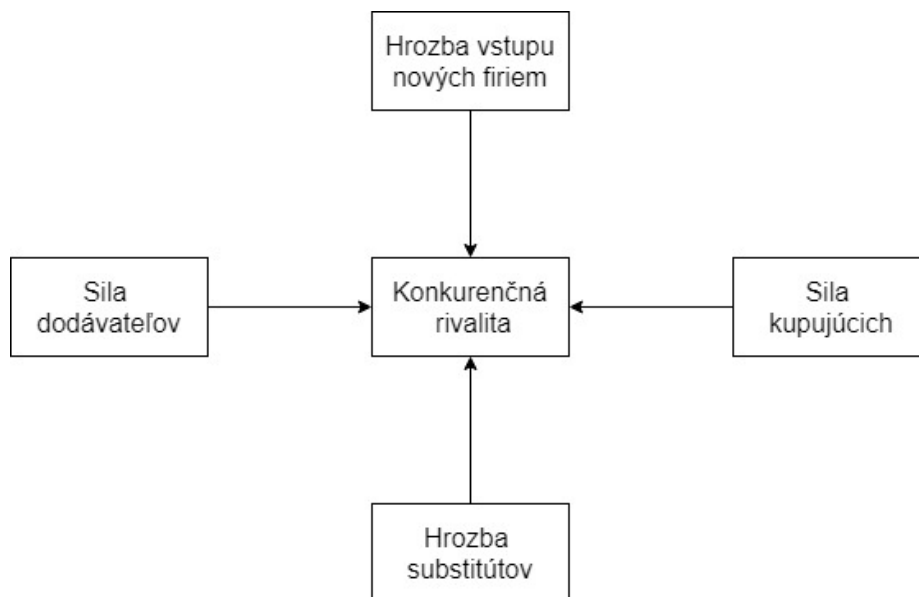 Hrozba vstupu
nových firiem
Sila
dodávateľov
Konkurenčná
rivalita
Sila
kupujúcich
Hrozba
substitútov